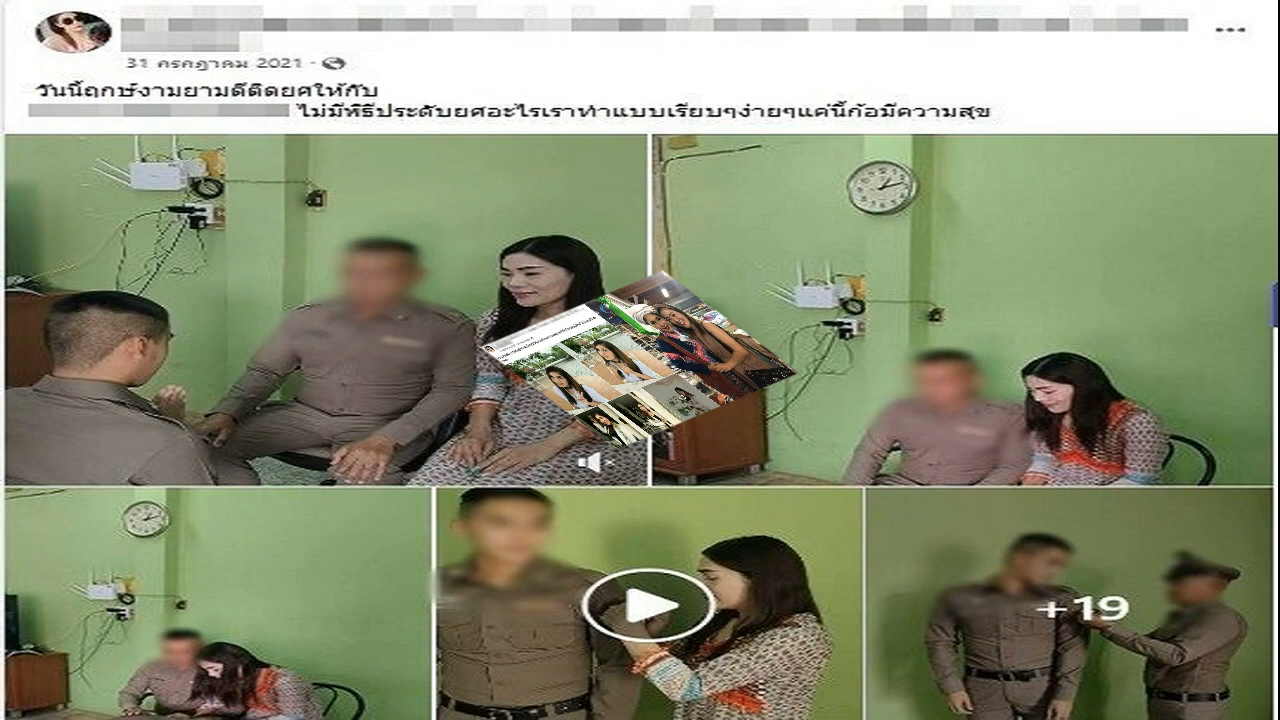 31 กรกฎาคม 2021
วันนี้ฤกษ์งามยามดีติดยศให้กับ
ไม่มีพิธีประดับยศอะไรเราทำแบบเรียบๆง่ายๆแค่นี้ก้อมีความสุข
+19